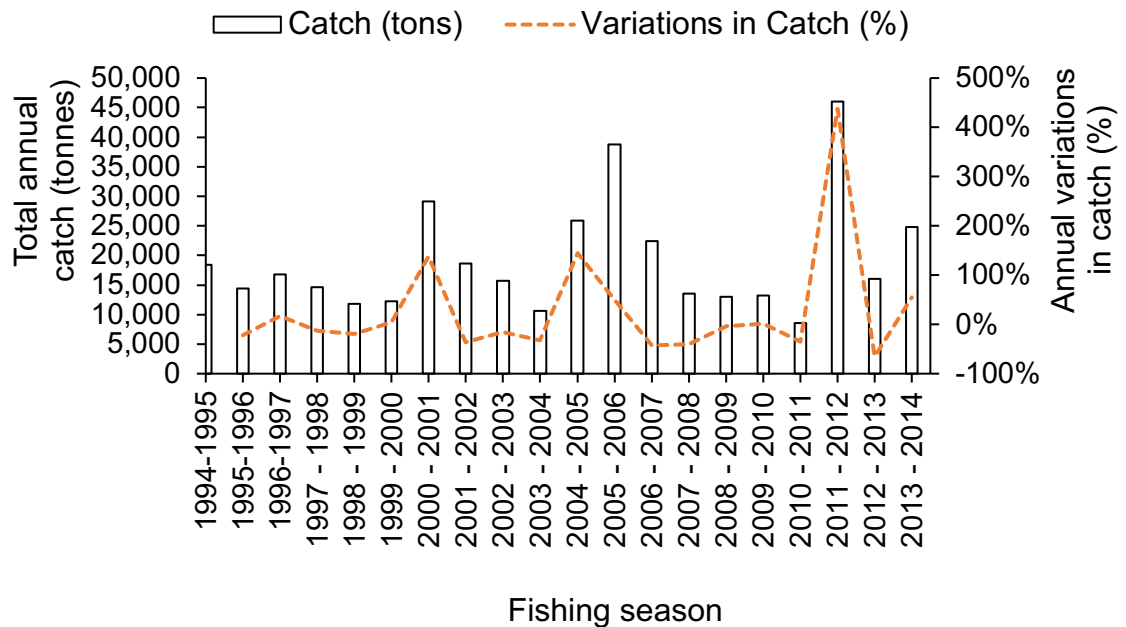 Catch (tons)
Variations in Catch (%)
Total annual
catch (tonnes)
50,000
45,000
40,000
35,000
30,000
25,000
20,000
15,000
10,000
5,000
0
500%
400%
300%
200%
100%
0%
-100%
Annual variations
in catch (%)
1994-1995
1995-1996
1996-1997
1997 - 1998
1998 - 1999
1999 - 2000
2000 - 2001
2001 - 2002
2002 - 2003
2003 - 2004
2004 - 2005
2005 - 2006
2006 - 2007
2007 - 2008
2008 - 2009
2009 - 2010
2010 - 2011
2011 - 2012
2012 - 2013
2013 - 2014
Fishing season